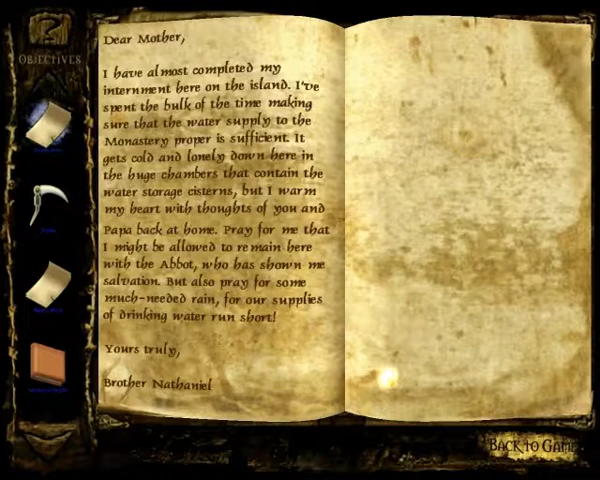 OBJECTIVES
Dear Mother,
I have almost completed my
internment here on the island. I've
spent the bulk of the time making
sure that the water supply to the
Monastery proper is sufficient. It
gets cold and lonely down here in
the huge chambers that contain the
water storage cisterns, but I warm
my heart with thoughts of you and
Papa back at home. Pray for me that
I might be allowed to remain here
with the Abbot, who has shown me
salvation. But also pray for some
much-needed rain, for our supplies
of drinking water run short!
Yours truly,
Brother Nathaniel
BACK TO GAME